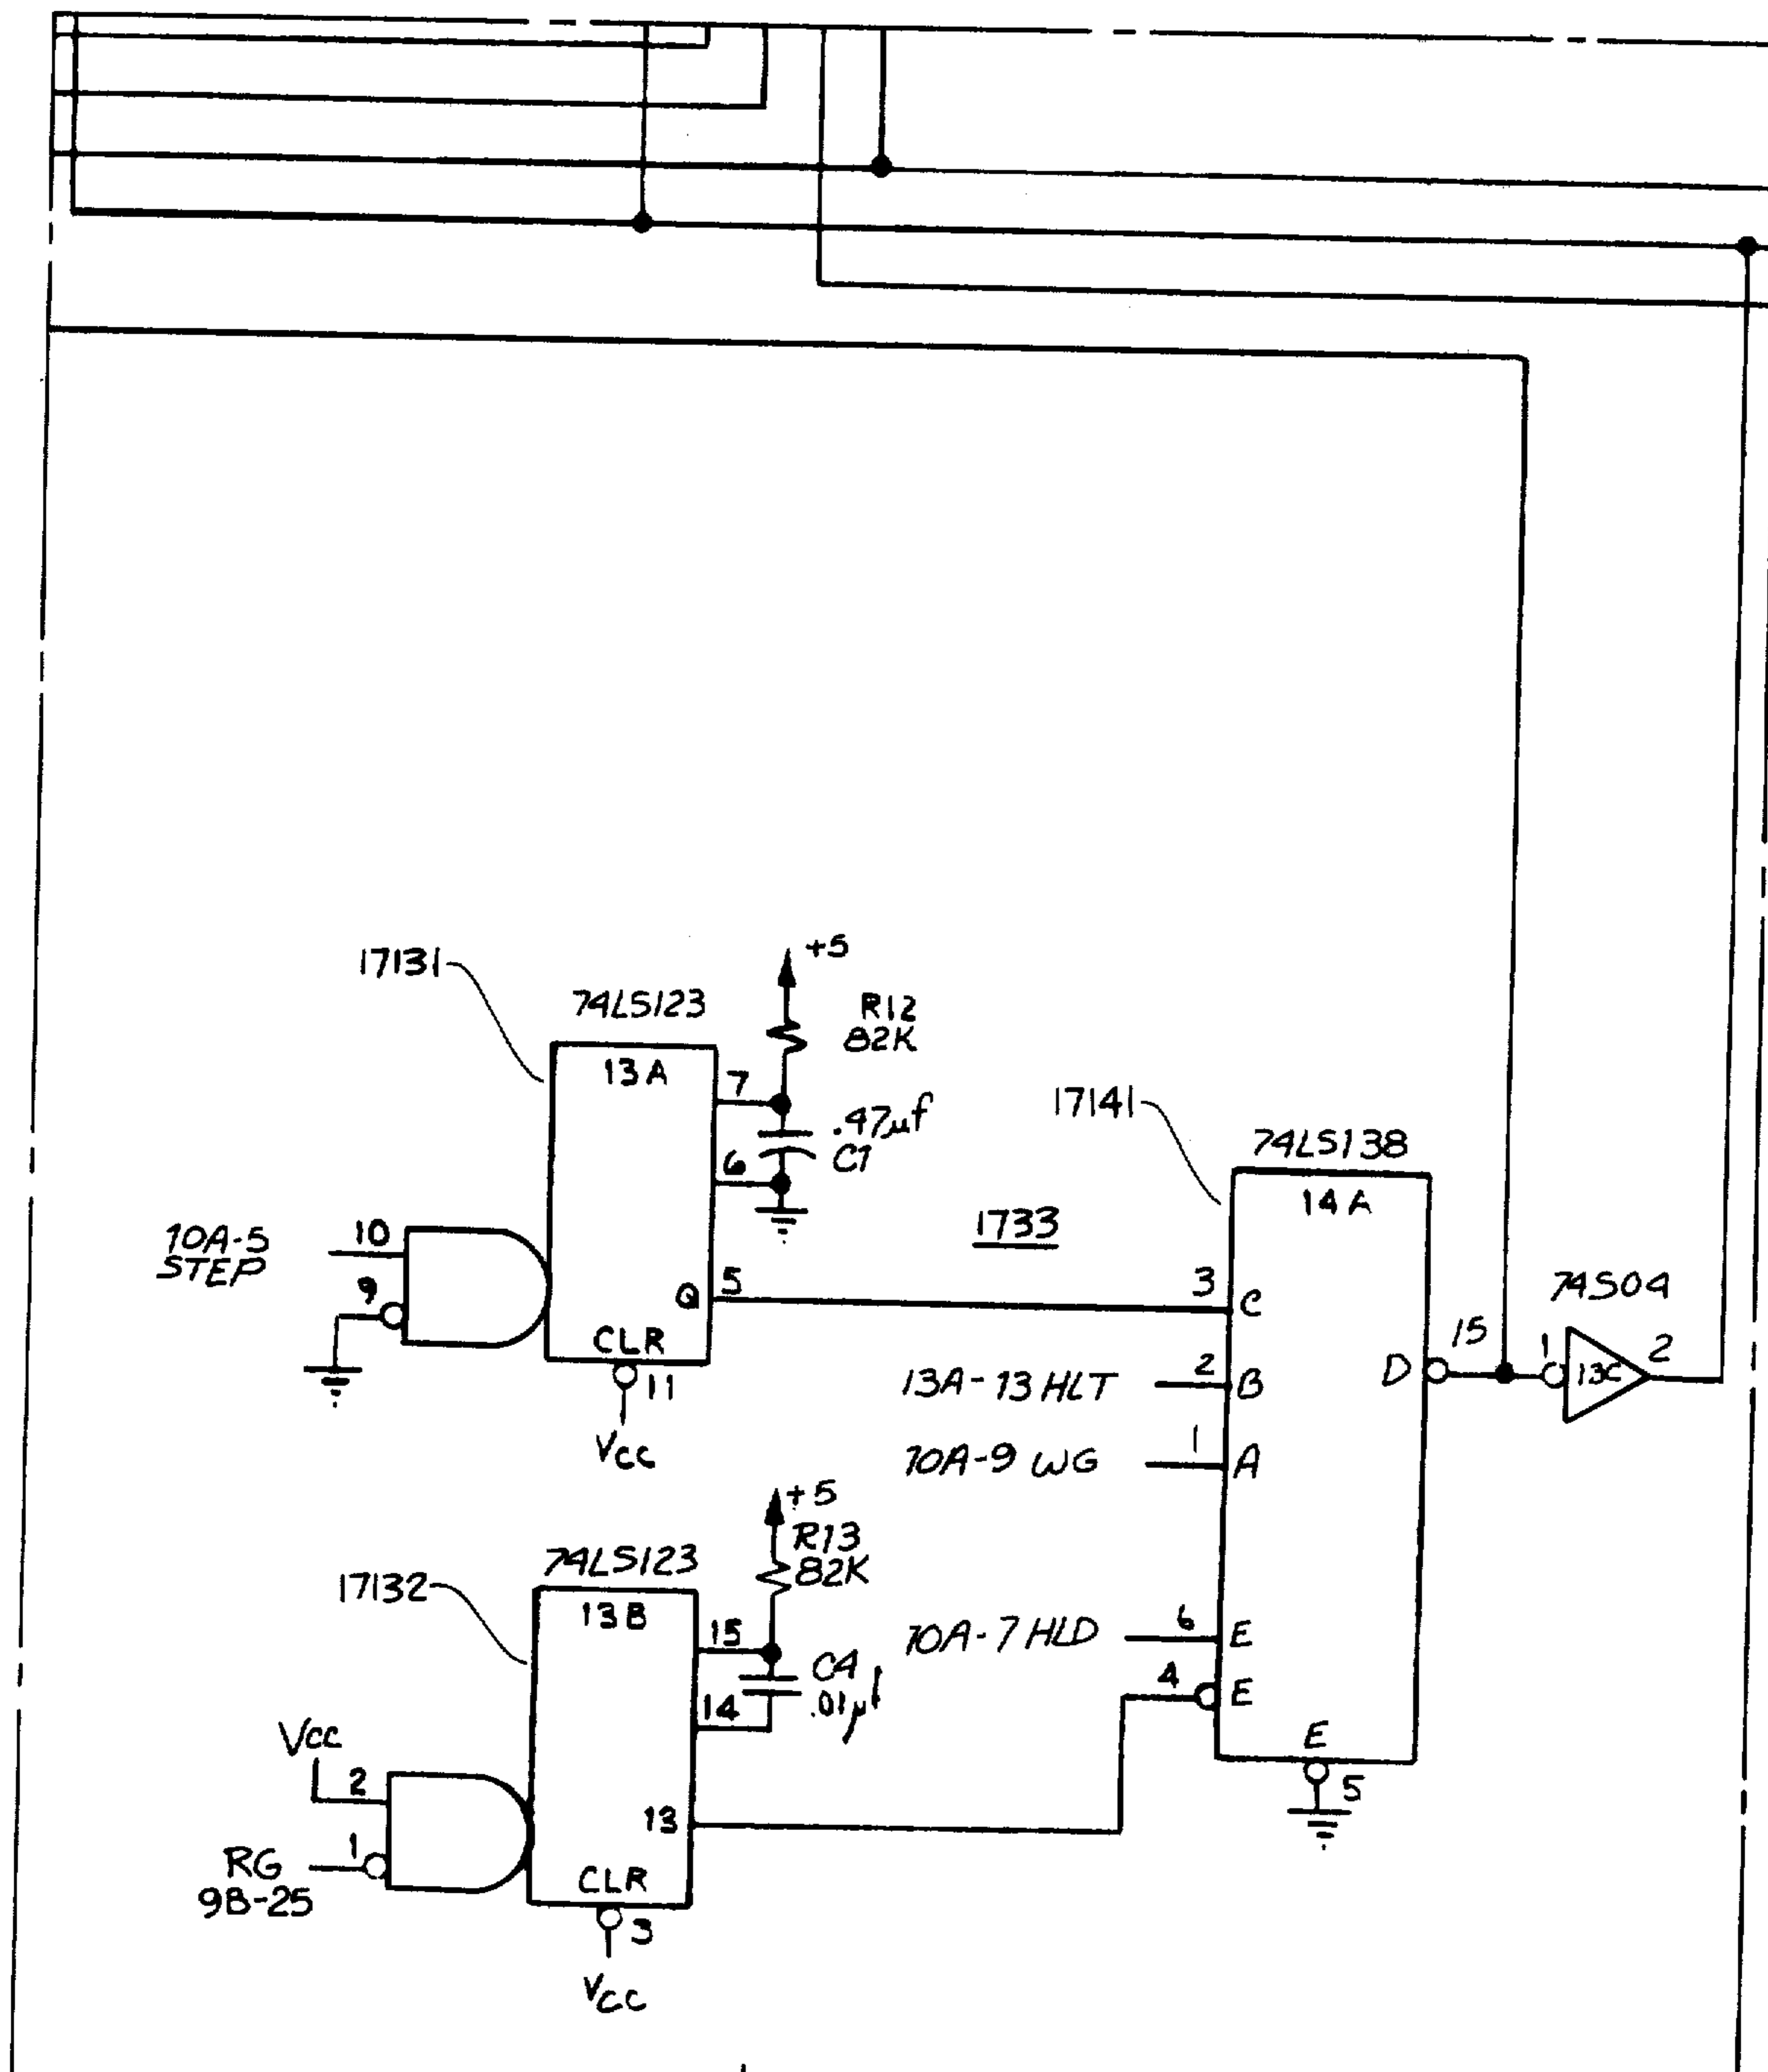 17131
74LS123
13A
+5
R12
82K
7
.47µf
C1
6
10A-5
STEP
10
9
Q
5
CLR
11
Vcc
1733
17141
74LS138
14A
3
C
13A-13 HLT
2
B
10A-9 WG
1
A
D
15
74S04
1
13C
2
17132
74LS123
13B
+5
R13
82K
15
C4
.01µf
14
10A-7 HLD
6
E
4
E
E
5
Vcc
2
13
RG
9B-25
1
CLR
3
Vcc